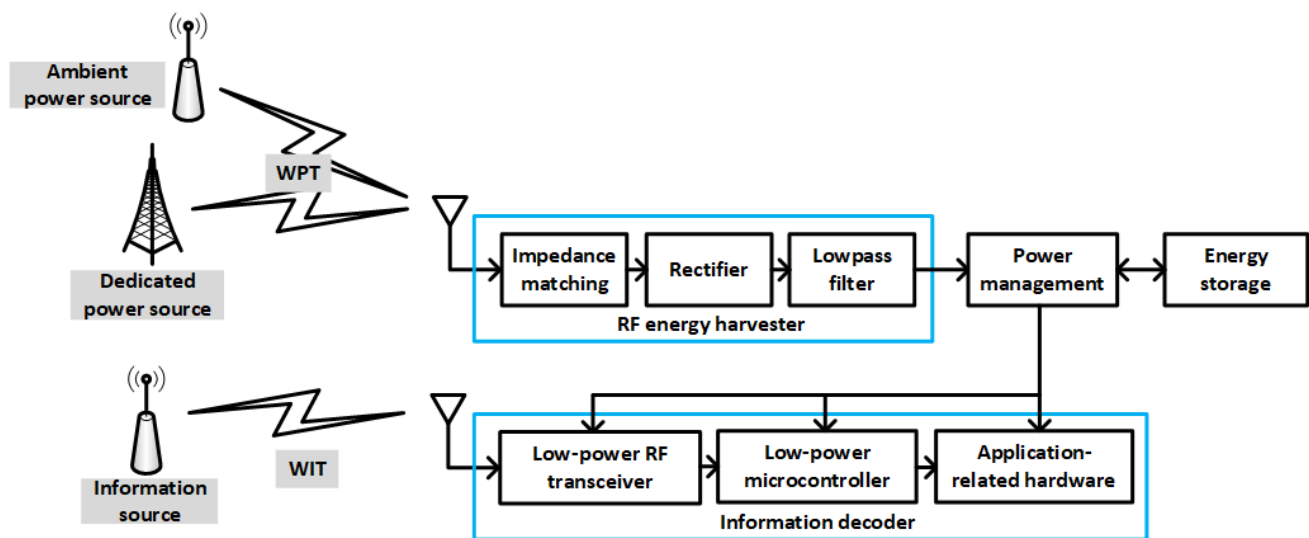 Ambient
power source
WPT
Dedicated
power source
Impedance
matching
Rectifier
Lowpass
filter
RF energy harvester
Power
management
Energy
storage
Information
source
WIT
Low-power RF
transceiver
Low-power
microcontroller
Application-
related hardware
Information decoder